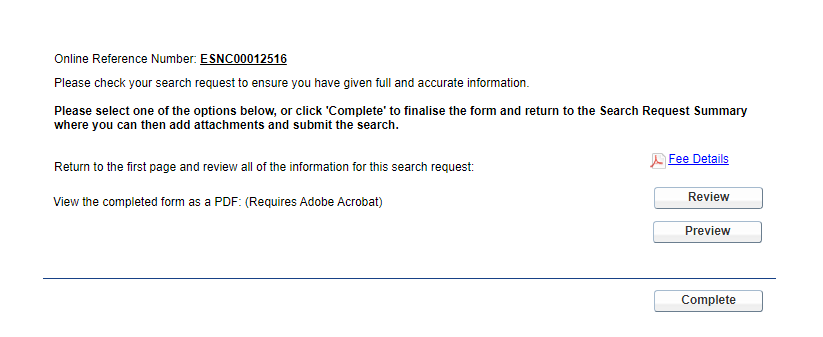 Online Reference Number: ESNC00012516
Please check your search request to ensure you have given full and accurate information.
Please select one of the options below, or click 'Complete' to finalise the form and return to the Search Request Summary
where you can then add attachments and submit the search.
Fee Details
Return to the first page and review all of the information for this search request:
Review
View the completed form as a PDF: (Requires Adobe Acrobat)
Preview
Complete